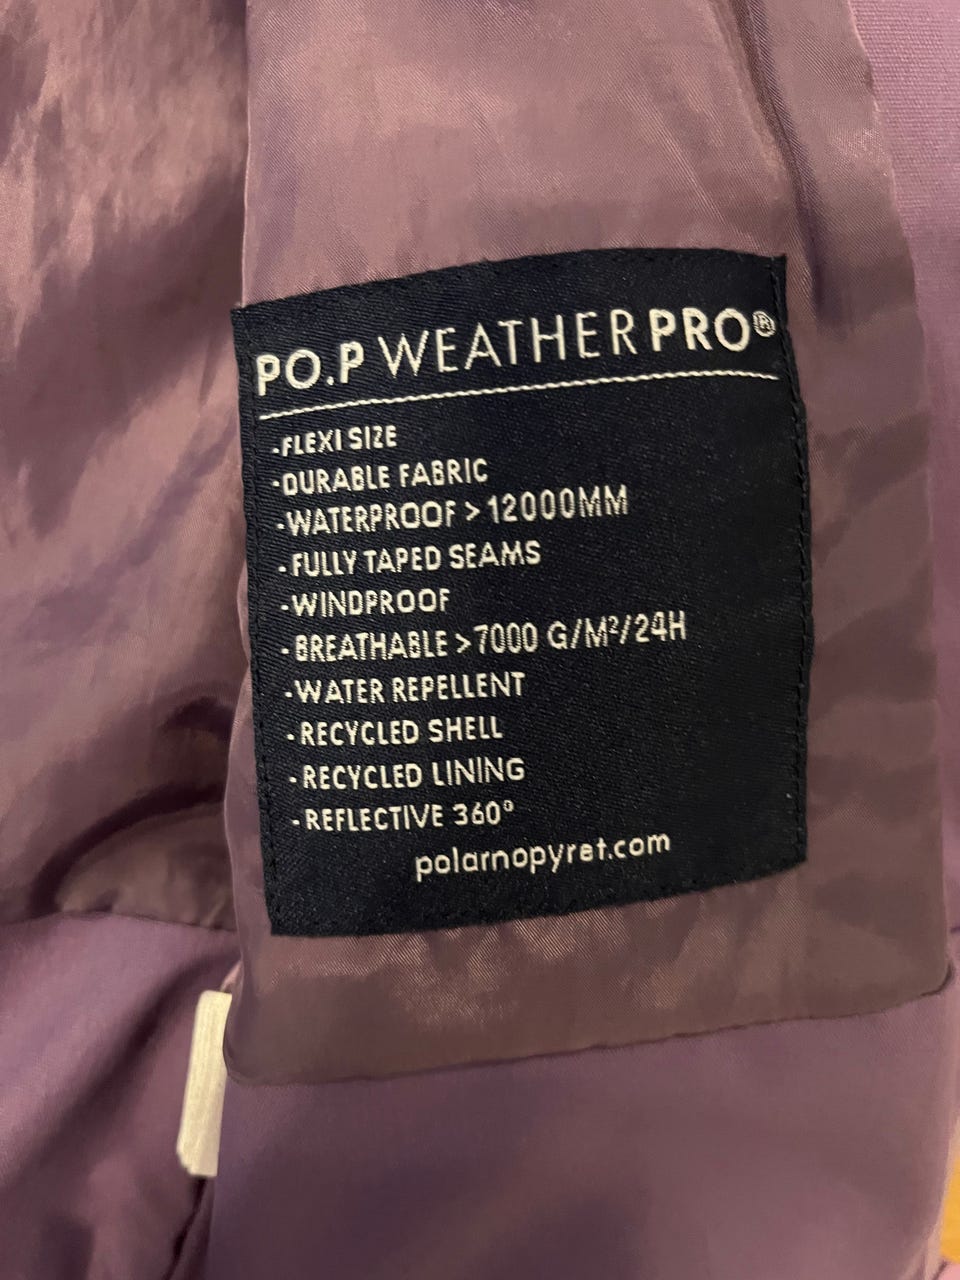 PO.P WEATHERPRO®
-FLEXI SIZE
-DURABLE FABRIC
-WATERPROOF > 12000MM
-FULLY TAPED SEAMS
-WINDPROOF
-BREATHABLE >7000 G/M²/24H
-WATER REPELLENT
-RECYCLED SHELL
-RECYCLED LINING
-REFLECTIVE 360°
polarnopyret.com